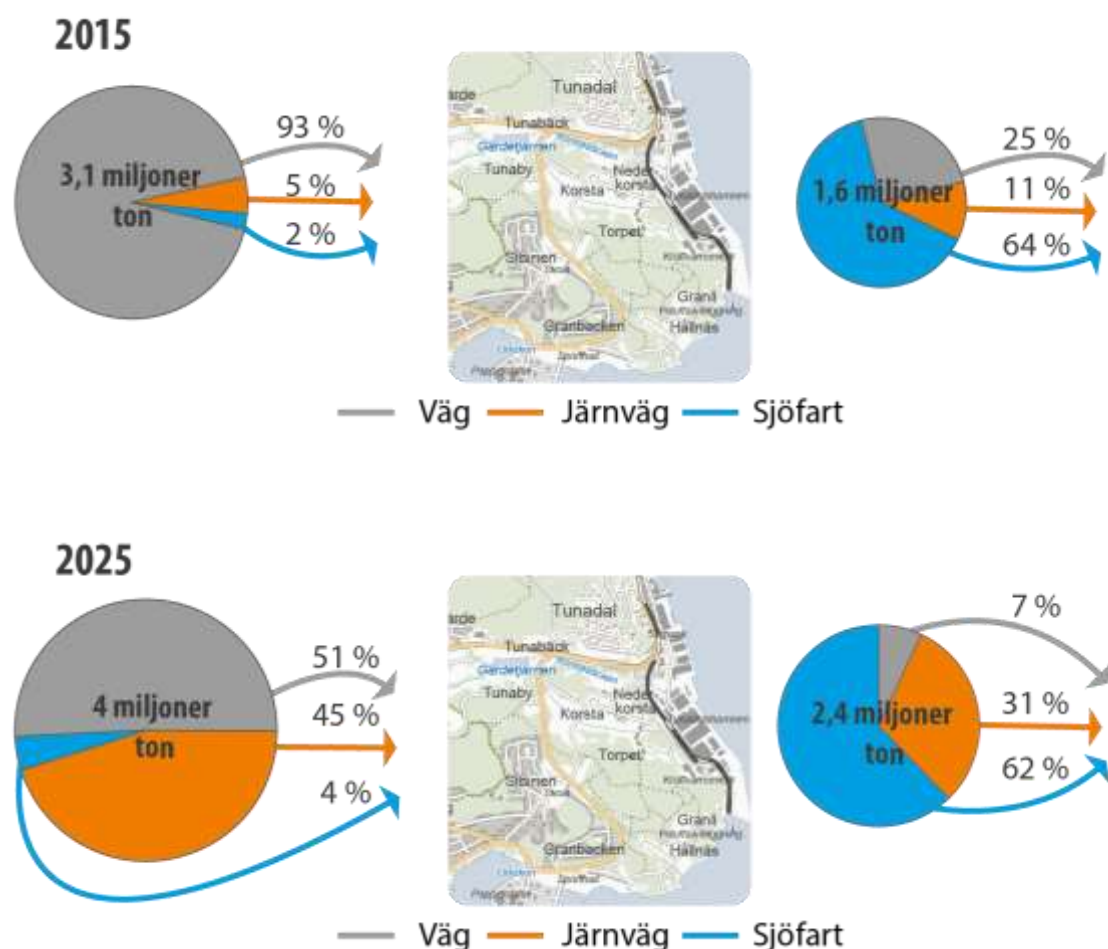 2015
93 %
3,1 miljoner
ton
5 %
2 %
Tunadal
Tunabäck
Tunaby
Korsta
Torpet
Granbacken
Hällnäs
25 %
1,6 miljoner
ton
11 %
64 %
Väg Järnväg Sjöfart
2025
51 %
4 miljoner
ton
45 %
4 %
Tunadal
Tunabäck
Tunaby
Korsta
Torpet
Granbacken
Hällnäs
7 %
2,4 miljoner
ton
31 %
62 %
Väg Järnväg Sjöfart